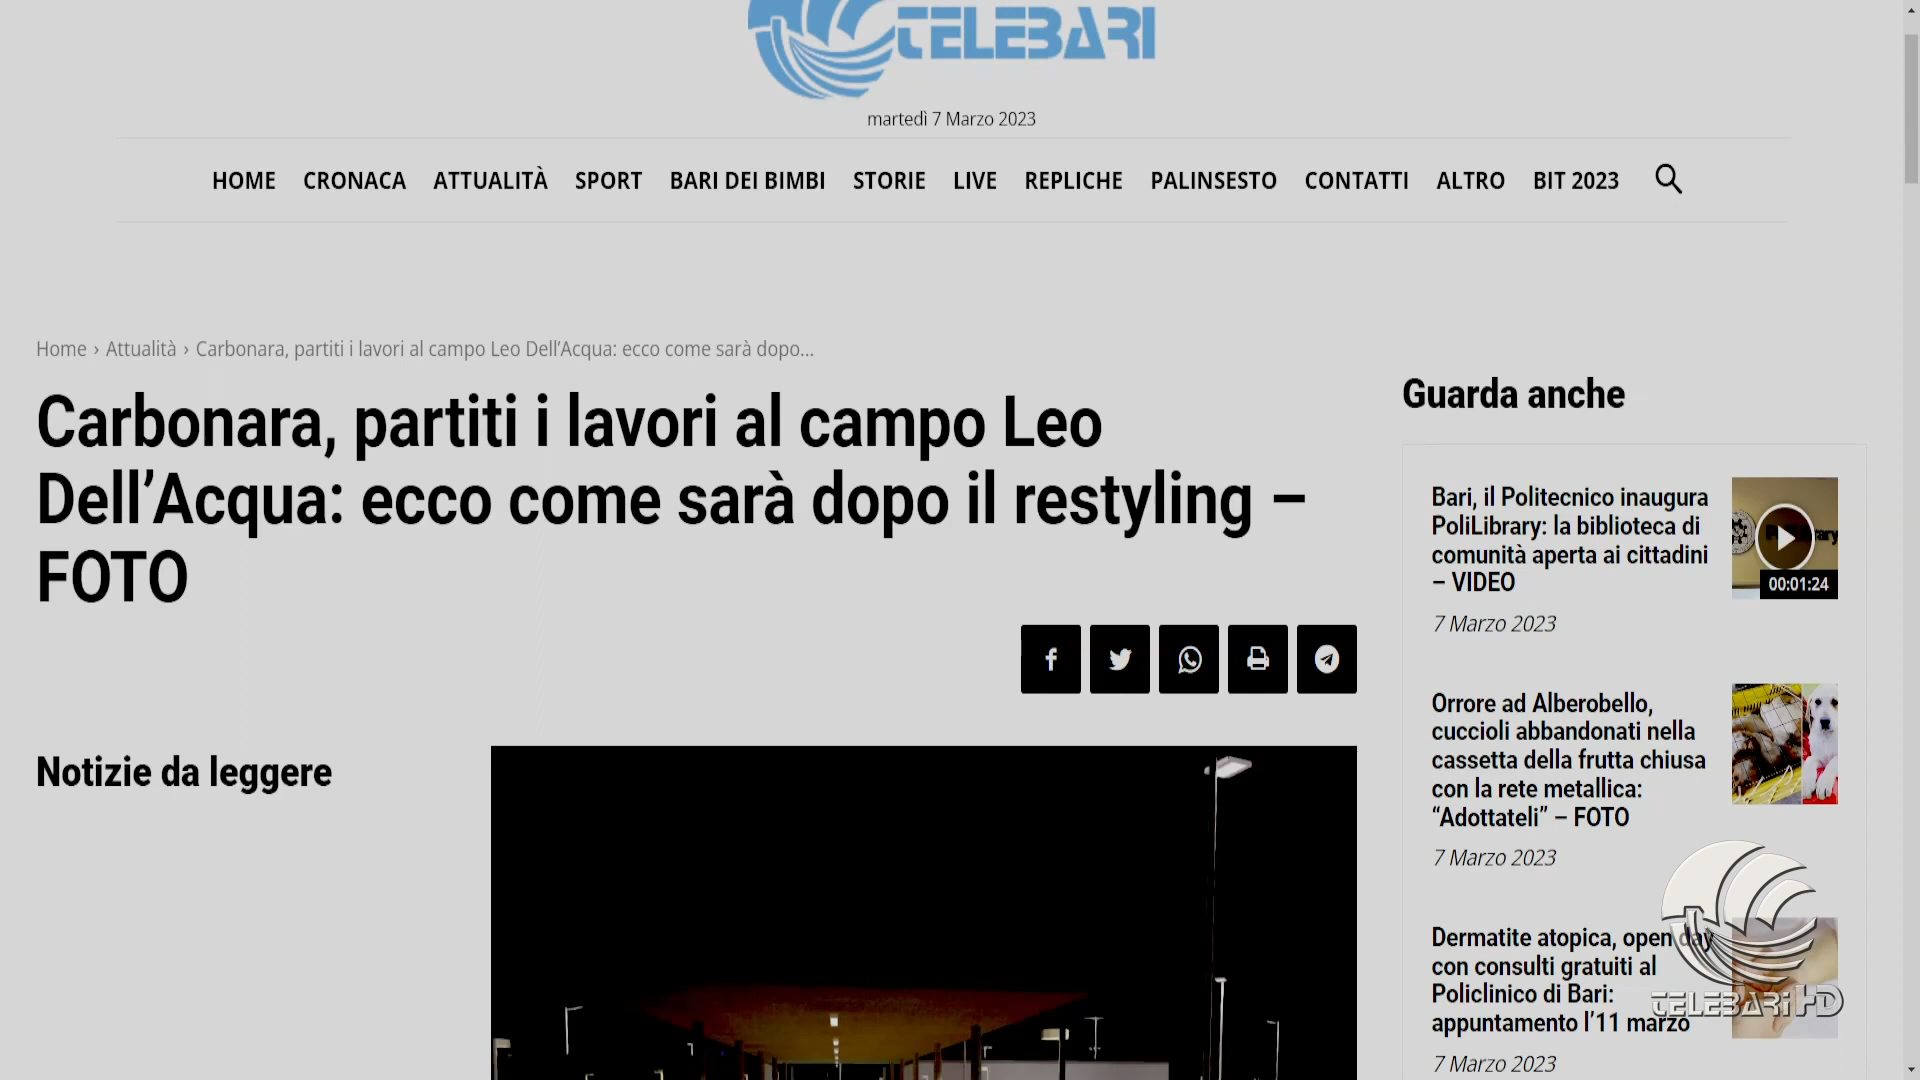 TELEBARI
martedì 7 Marzo 2023
HOME CRONACA ATTUALITÀ SPORT BARI DEI BIMBI STORIE LIVE REPLICHE PALINSESTO CONTATTI ALTRO BIT 2023
Home › Attualità › Carbonara, partiti i lavori al campo Leo Dell’Acqua: ecco come sarà dopo...
Carbonara, partiti i lavori al campo Leo
Dell’Acqua: ecco come sarà dopo il restyling –
FOTO
Notizie da leggere
Guarda anche
Bari, il Politecnico inaugura
PoliLibrary: la biblioteca di
comunità aperta ai cittadini
– VIDEO
00:01:24
7 Marzo 2023
Orrore ad Alberobello,
cuccioli abbandonati nella
cassetta della frutta chiusa
con la rete metallica:
“Adottateli” – FOTO
7 Marzo 2023
Dermatite atopica, open day
con consulti gratuiti al
Policlinico di Bari:
appuntamento l’11 marzo
7 Marzo 2023
TELEBARI HD